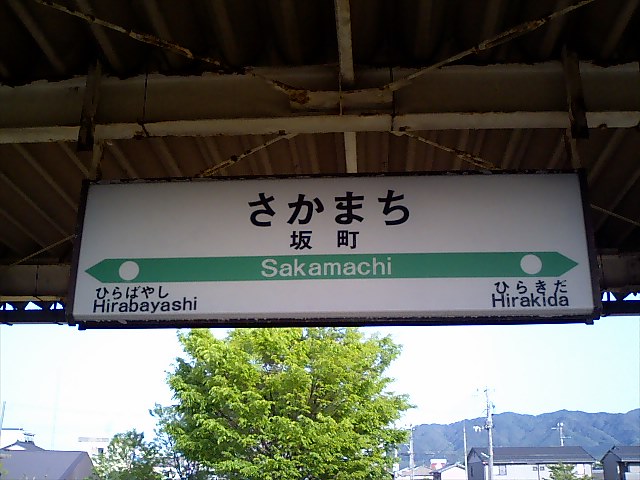 さかまち
坂町
Sakamachi
ひらばやし
Hirabayashi
ひらきだ
Hirakida